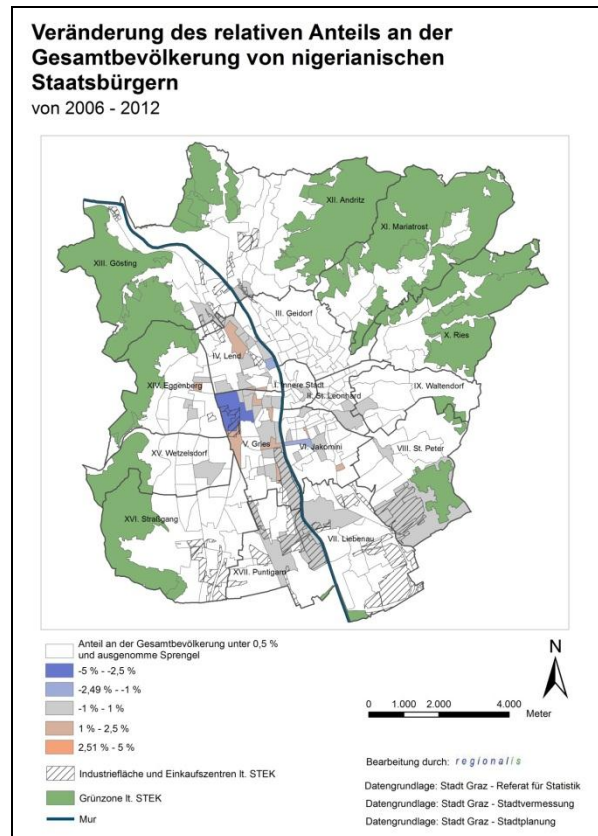 Veränderung des relativen Anteils an der
Gesamtbevölkerung von nigerianischen
Staatsbürgern
von 2006 - 2012
XII. Andritz
XI. Mariatrost
XIII. Gösting
III. Geidorf
X. Ries
IV. Lend
XIV. Eggenberg
I. Innere Stadt
II. St. Leonhard
IX. Waltendorf
V. Gries
VI. Jakomini
VIII. St. Peter
XV. Wetzelsdorf
XVI. Straßgang
VII. Liebenau
XVII. Puntigam
Anteil an der Gesamtbevölkerung unter 0,5 %
und ausgenomme Sprengel
-5 % - -2,5 %
-2,49 % - -1 %
-1 % - 1 %
1 % - 2,5 %
2,51 % - 5 %
Industriefläche und Einkaufszentren lt. STEK
Grünzone lt. STEK
Mur
N
0 1.000 2.000 4.000
Meter
Bearbeitung durch: regionalis
Datengrundlage: Stadt Graz - Referat für Statistik
Datengrundlage: Stadt Graz - Stadtvermessung
Datengrundlage: Stadt Graz - Stadtplanung